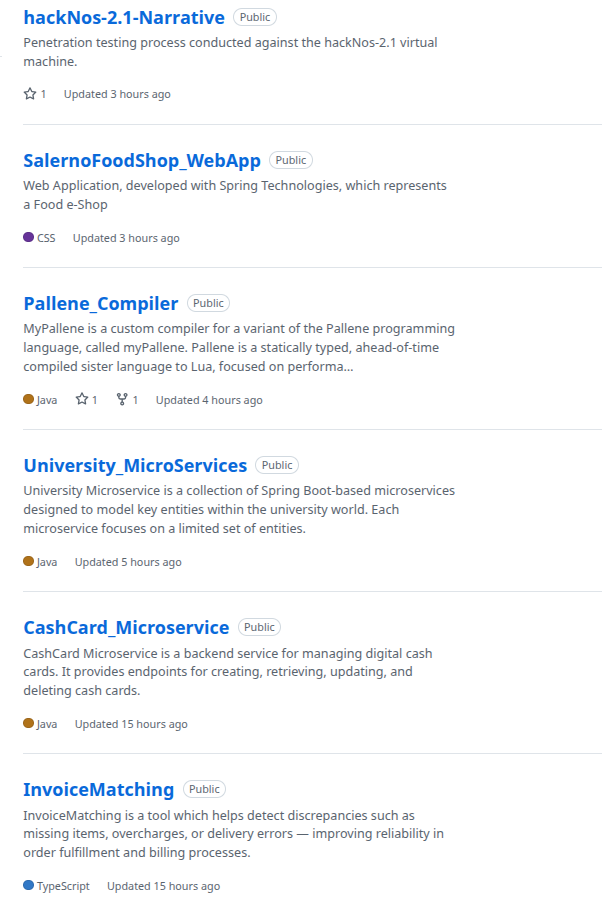 hackNos-2.1-Narrative Public
Penetration testing process conducted against the hackNos-2.1 virtual
machine.
1 Updated 3 hours ago
SalernoFoodShop_WebApp Public
Web Application, developed with Spring Technologies, which represents
a Food e-Shop
CSS Updated 3 hours ago
Pallene_Compiler Public
MyPallene is a custom compiler for a variant of the Pallene programming
language, called myPallene. Pallene is a statically typed, ahead-of-time
compiled sister language to Lua, focused on performa...
Java 1 1 Updated 4 hours ago
University_MicroServices Public
University Microservice is a collection of Spring Boot-based microservices
designed to model key entities within the university world. Each
microservice focuses on a limited set of entities.
Java Updated 5 hours ago
CashCard_Microservice Public
CashCard Microservice is a backend service for managing digital cash
cards. It provides endpoints for creating, retrieving, updating, and
deleting cash cards.
Java Updated 15 hours ago
InvoiceMatching Public
InvoiceMatching is a tool which helps detect discrepancies such as
missing items, overcharges, or delivery errors — improving reliability in
order fulfillment and billing processes.
TypeScript Updated 15 hours ago